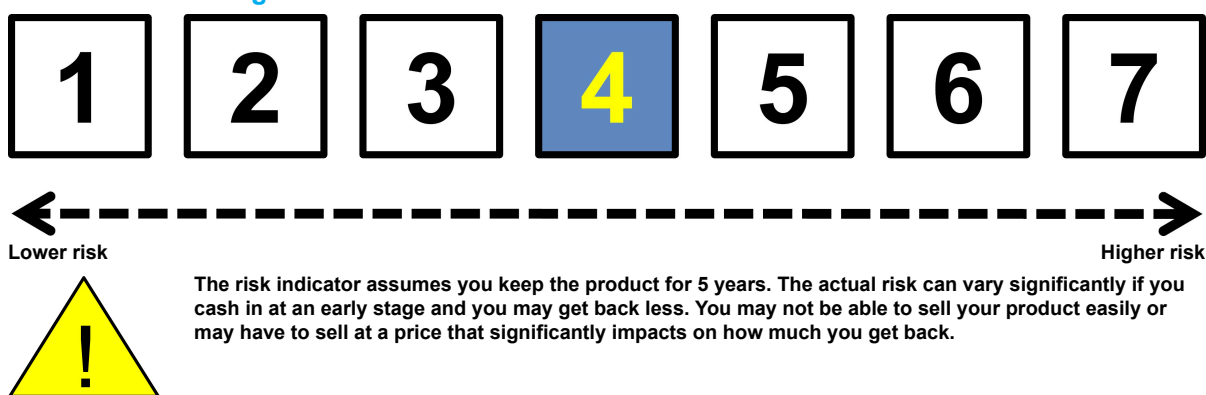 1 2 3 4 5 6 7
Lower risk Higher risk
The risk indicator assumes you keep the product for 5 years. The actual risk can vary significantly if you
cash in at an early stage and you may get back less. You may not be able to sell your product easily or
may have to sell at a price that significantly impacts on how much you get back.
!